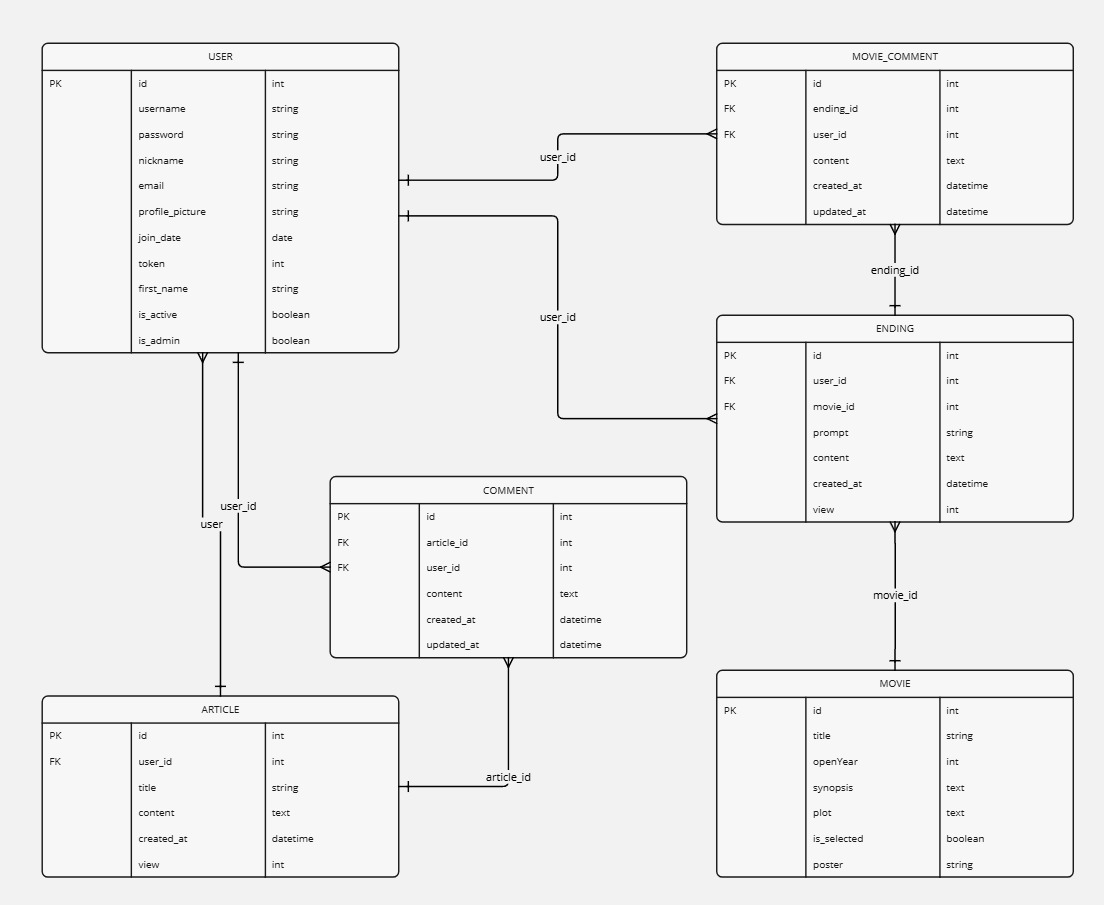 USER
PK id int
username string
password string
nickname string
email string
profile_picture string
join_date date
token int
first_name string
is_active boolean
is_admin boolean
MOVIE_COMMENT
PK id int
FK ending_id int
FK user_id int
content text
created_at datetime
updated_at datetime
user_id
ending_id
user_id
ENDING
PK id int
FK user_id int
FK movie_id int
prompt string
content text
created_at datetime
view int
user_id
user
COMMENT
PK id int
FK article_id int
FK user_id int
content text
created_at datetime
updated_at datetime
movie_id
ARTICLE
PK id int
FK user_id int
title string
content text
created_at datetime
view int
article_id
MOVIE
PK id int
title string
openYear int
synopsis text
plot text
is_selected boolean
poster string